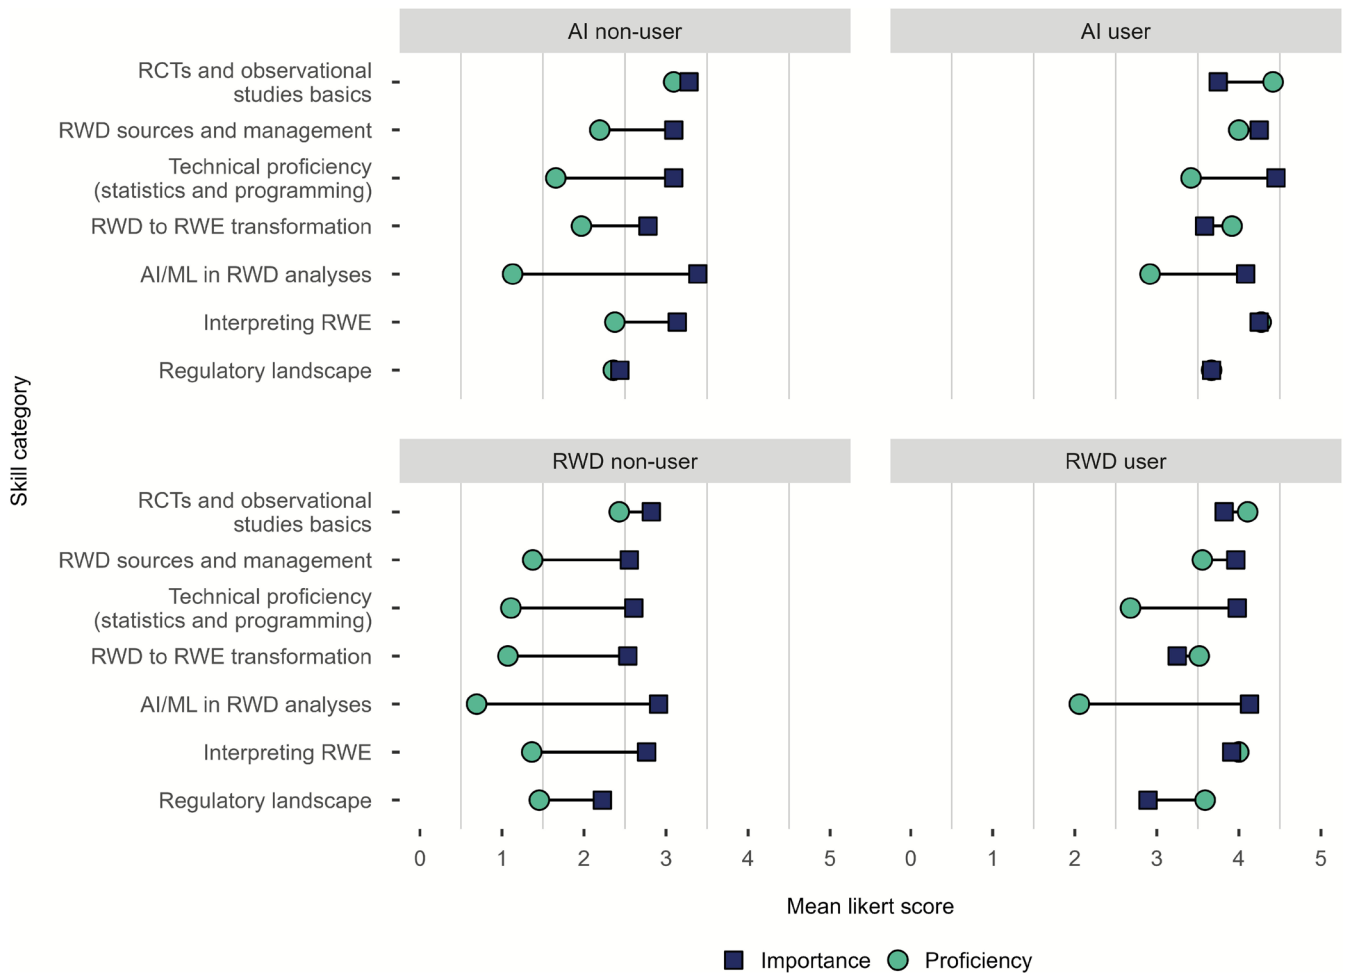 AI non-user
AI user
RCTs and observational
studies basics
RWD sources and management
Technical proficiency
(statistics and programming)
RWD to RWE transformation
AI/ML in RWD analyses
Interpreting RWE
Regulatory landscape
Skill category
RWD non-user
RWD user
RCTs and observational
studies basics
RWD sources and management
Technical proficiency
(statistics and programming)
RWD to RWE transformation
AI/ML in RWD analyses
Interpreting RWE
Regulatory landscape
0 1 2 3 4 5
0 1 2 3 4 5
Mean likert score
Importance Proficiency